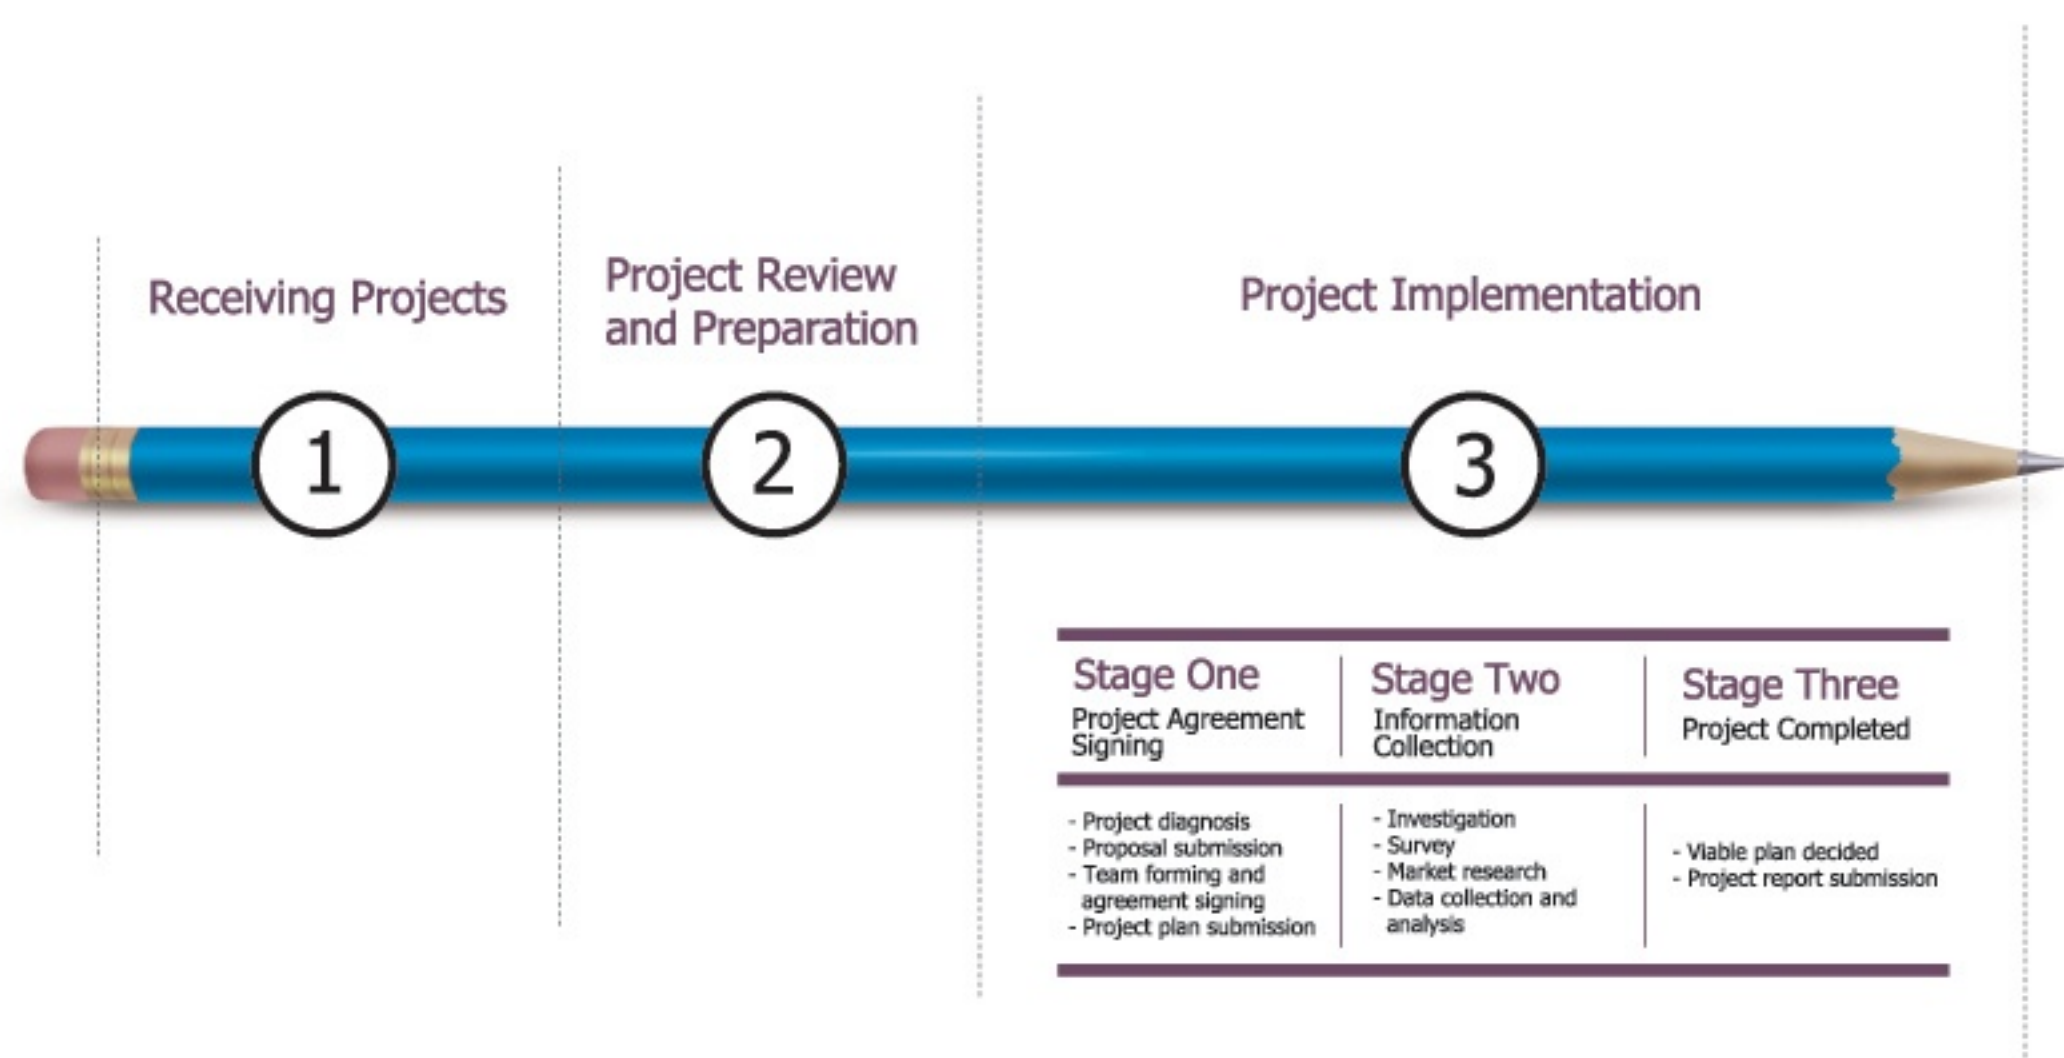 Receiving Projects
Project Review
and Preparation
Project Implementation
1
2
3
Stage One
Project Agreement
Signing
Stage Two
Information
Collection
Stage Three
Project Completed
- Project diagnosis
- Proposal submission
- Team forming and
agreement signing
- Project plan submission
- Investigation
- Survey
- Market research
- Data collection and
analysis
- Viable plan decided
- Project report submission